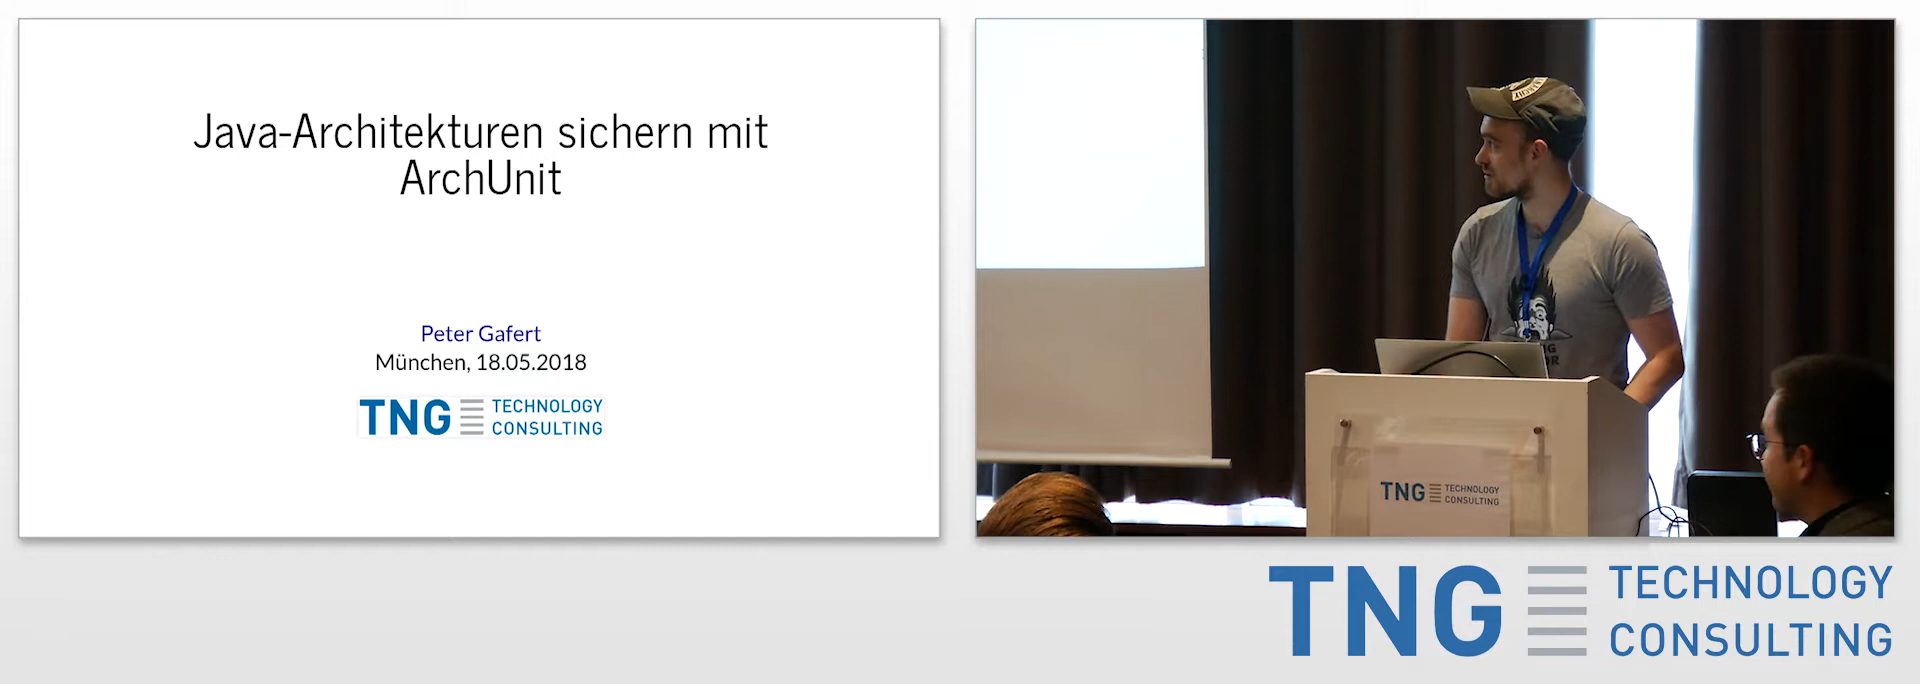 Java-Architekturen sichern mit
ArchUnit
Peter Gafert
München, 18.05.2018
TNG TECHNOLOGY
CONSULTING
TNG TECHNOLOGY
CONSULTING
TNG TECHNOLOGY
CONSULTING